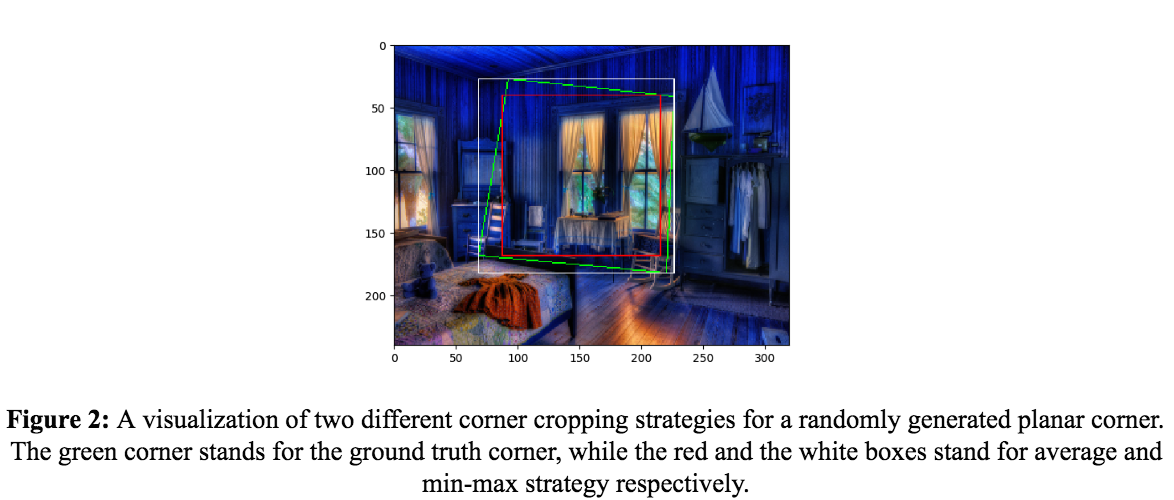 0
50
100
150
200
0 50 100 150 200 250 300
Figure 2: A visualization of two different corner cropping strategies for a randomly generated planar corner.
The green corner stands for the ground truth corner, while the red and the white boxes stand for average and
min-max strategy respectively.